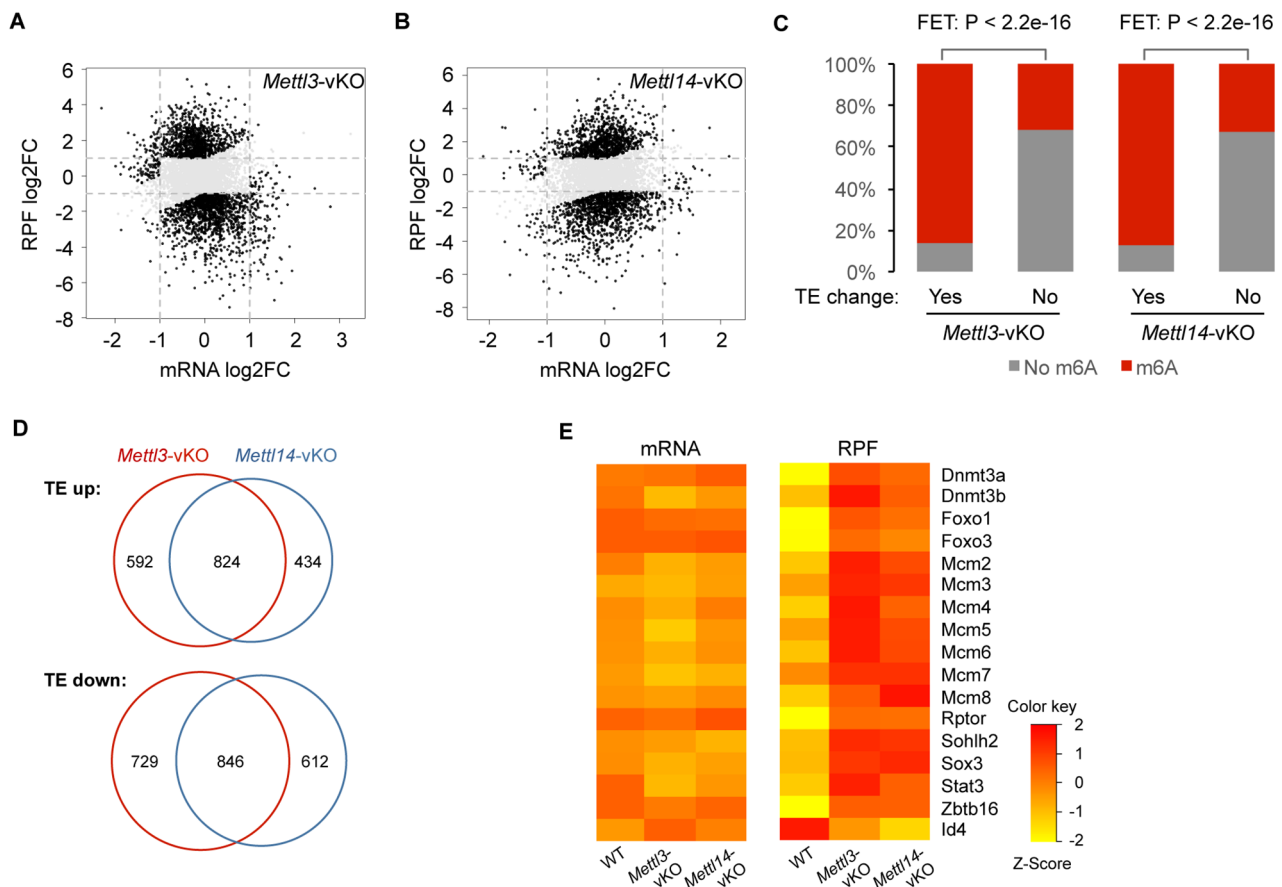 A
Mettl3-vKO
RPF log2FC
6
4
2
0
-2
-4
-6
-8
-2
-1
0
1
2
3
mRNA log2FC
B
Mettl14-vKO
RPF log2FC
6
4
2
0
-2
-4
-6
-8
-2
-1
0
1
2
mRNA log2FC
C
FET: P < 2.2e-16
FET: P < 2.2e-16
100%
80%
60%
40%
20%
0%
TE change:
Yes
No
Yes
No
Mettl3-vKO
Mettl14-vKO
No m6A
m6A
D
Mettl3-vKO
Mettl14-vKO
TE up:
592
824
434
TE down:
729
846
612
E
mRNA
RPF
Dnmt3a
Dnmt3b
Foxo1
Foxo3
Mcm2
Mcm3
Mcm4
Mcm5
Mcm6
Mcm7
Mcm8
Rptor
Sohlh2
Sox3
Stat3
Zbtb16
Id4
WT
Mettl3-
vKO
Mettl14-
vKO
WT
Mettl3-
vKO
Mettl14-
vKO
Color key
2
1
0
-1
-2
Z-Score